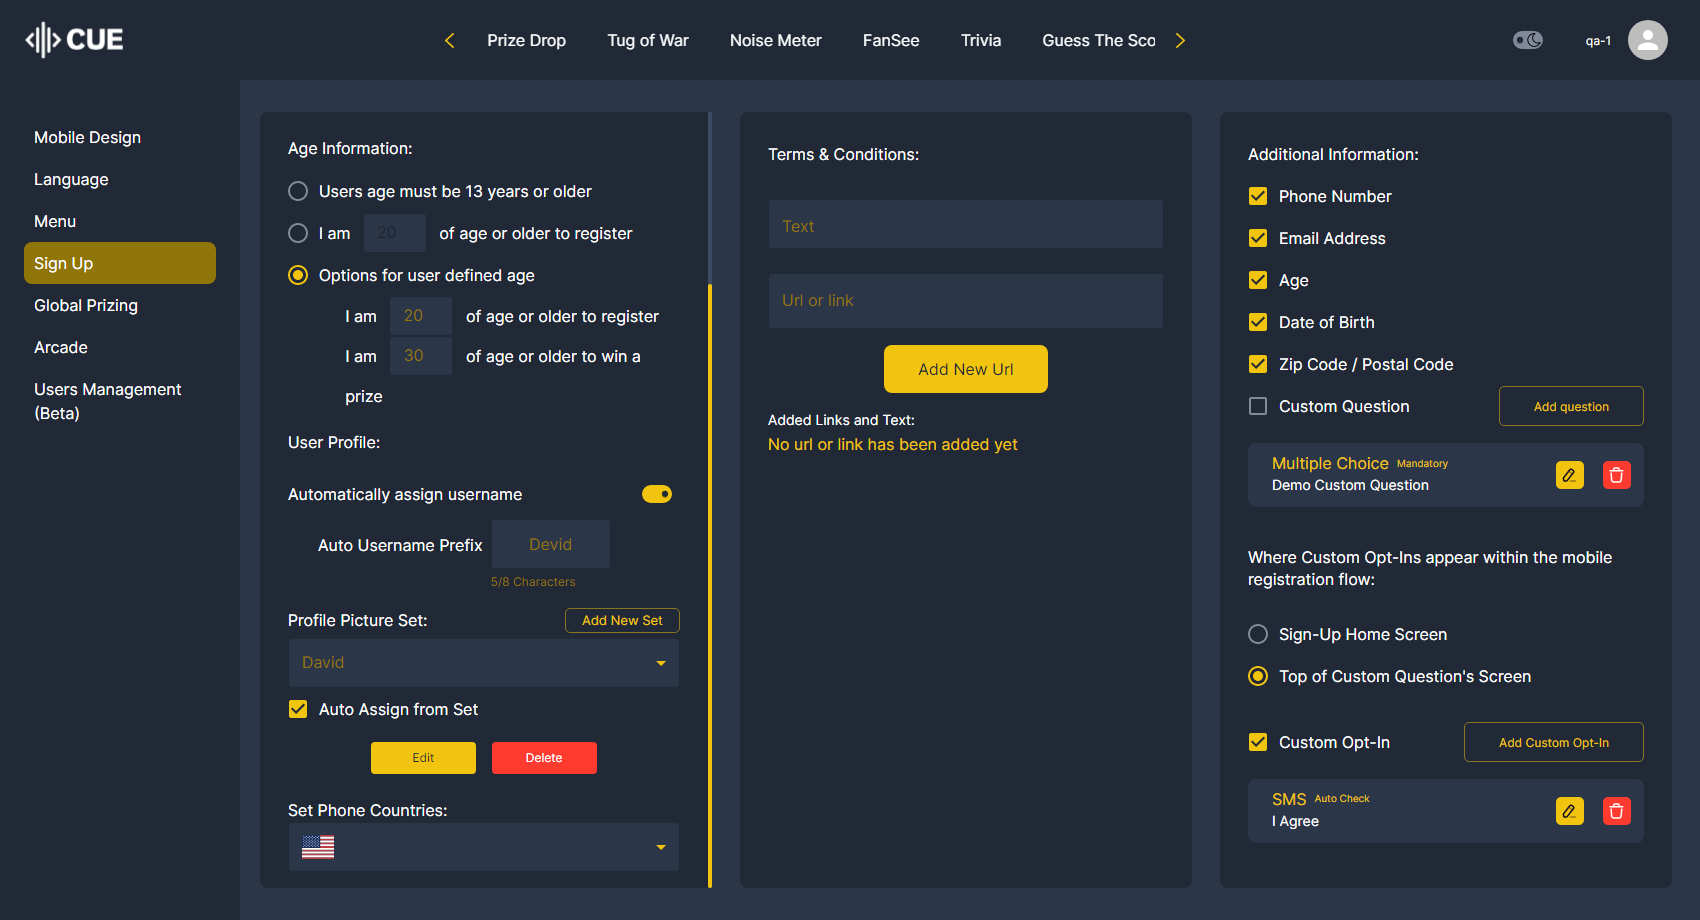 CUE
Prize Drop
Tug of War
Noise Meter
FanSee
Trivia
Guess The Sco
qa-1
Mobile Design
Language
Menu
Sign Up
Global Prizing
Arcade
Users Management
(Beta)
Age Information:
Users age must be 13 years or older
I am 20 of age or older to register
Options for user defined age
I am 20 of age or older to register
I am 30 of age or older to win a
prize
User Profile:
Automatically assign username
Auto Username Prefix Devid
5/8 Characters
Profile Picture Set: Add New Set
David
Auto Assign from Set
Edit Delete
Set Phone Countries:
Terms & Conditions:
Text
Url or link
Add New Url
Added Links and Text:
No url or link has been added yet
Additional Information:
Phone Number
Email Address
Age
Date of Birth
Zip Code / Postal Code
Custom Question Add question
Multiple Choice Mandatory
Demo Custom Question
Where Custom Opt-Ins appear within the mobile
registration flow:
Sign-Up Home Screen
Top of Custom Question's Screen
Custom Opt-In Add Custom Opt-In
SMS Auto Check
I Agree